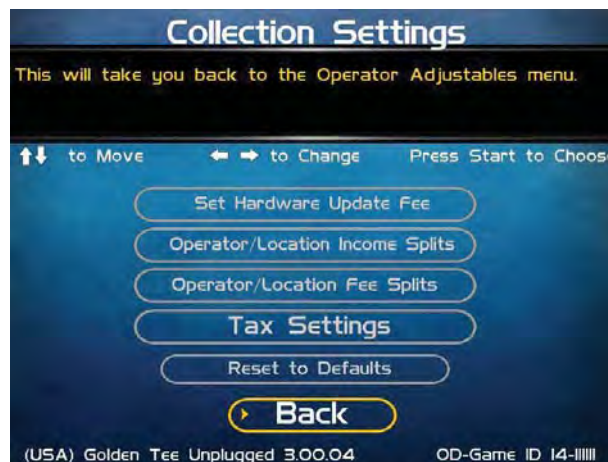 Collection Settings
This will take you back to the Operator Adjustables menu.
to Move to Change Press Start to Choos
Set Hardware Update Fee
Operator/Location Income Splits
Operator/Location Fee Splits
Tax Settings
Reset to Defaults
Back
(USA) Golden Tee Unplugged 3.00.04 OD-Game ID 14-111111